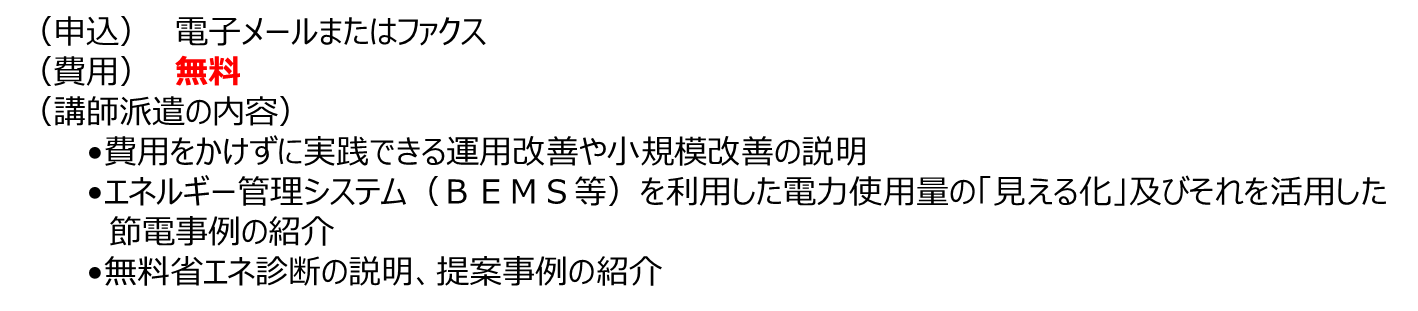 （申込）　電子メールまたはファクス
（費用）　無料
（講師派遣の内容）
●費用をかけずに実践できる運用改善や小規模改善の説明
●エネルギー管理システム（ＢＥＭＳ等）を利用した電力使用量の「見える化」及びそれを活用した
節電事例の紹介
●無料省エネ診断の説明、提案事例の紹介